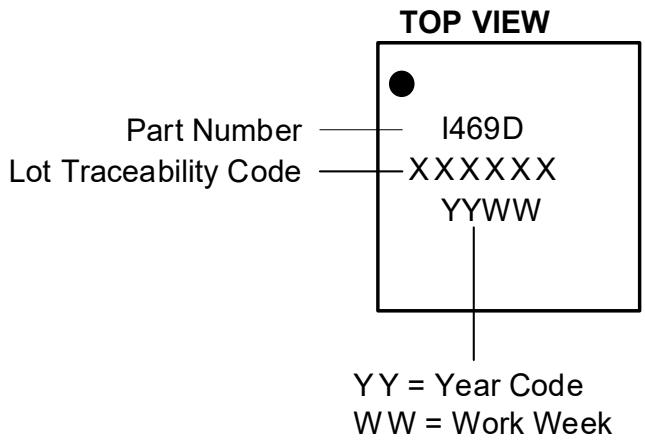 TOP VIEW
Part Number
I469D
Lot Traceability Code
XXXXXX
YYWW
YY = Year Code
WW = Work Week